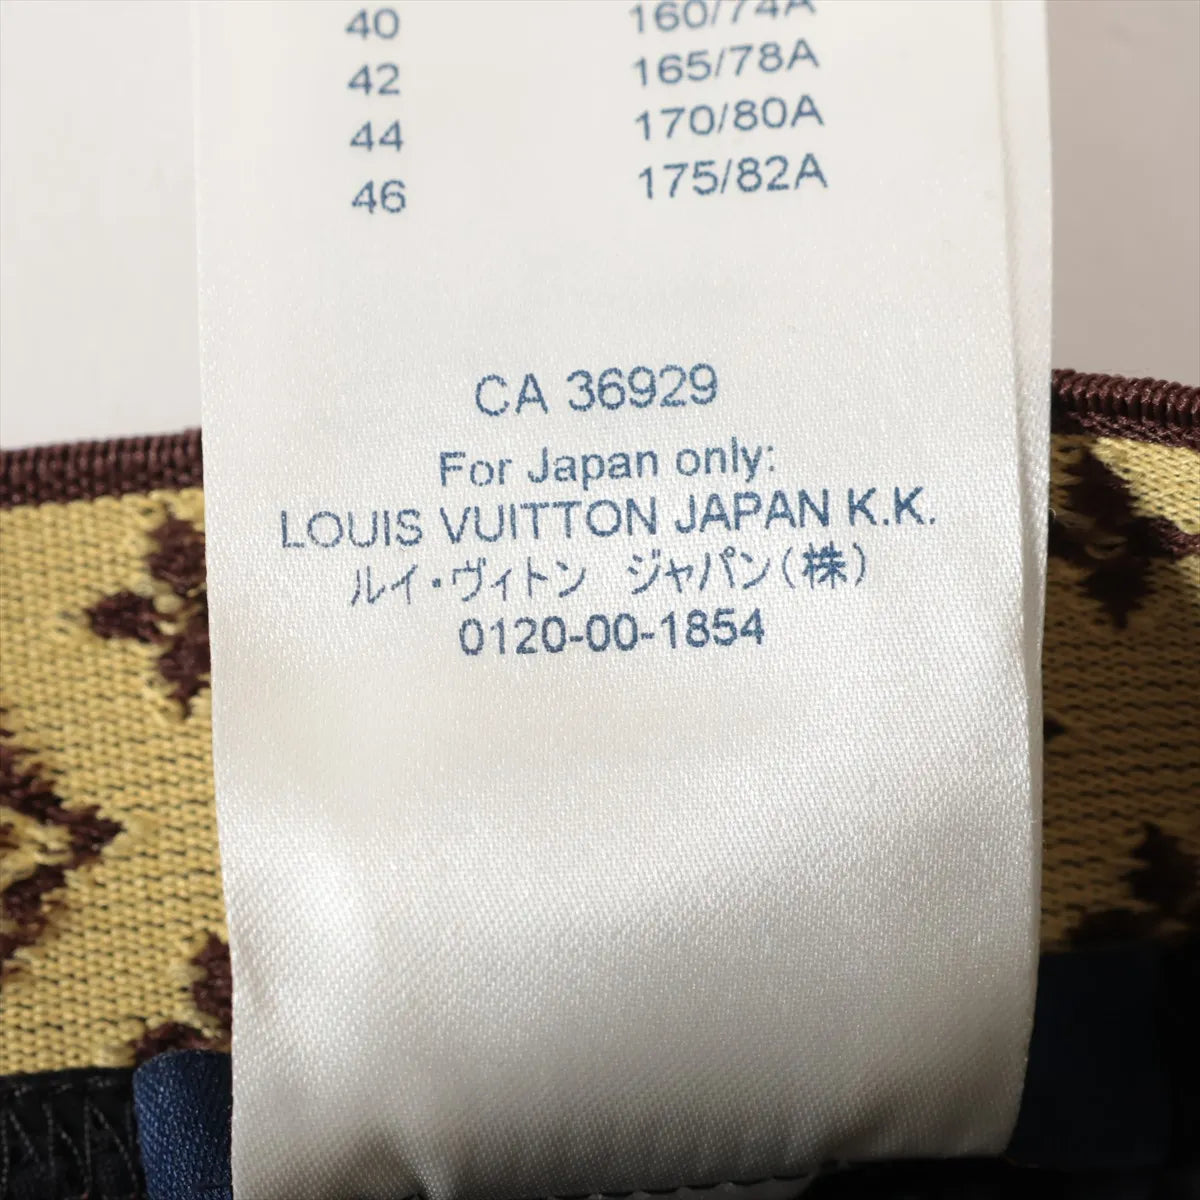 40 160/74A
42 165/78A
44 170/80A
46 175/82A
CA 36929
For Japan only:
LOUIS VUITTON JAPAN K.K.
ルイ・ヴィトン ジャパン(株)
0120-00-1854